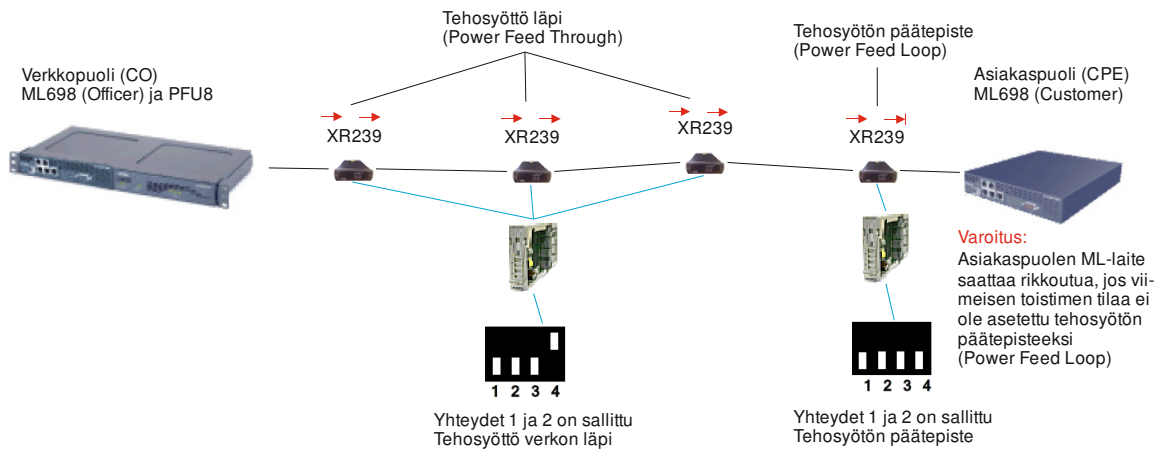 Tehosyöttö läpi
(Power Feed Through)
Tehosyötön päätepiste
(Power Feed Loop)
Verkkopuoli (CO)
ML698 (Officer) ja PFU8
Asiakaspuoli (CPE)
ML698 (Customer)
XR239
XR239
XR239
XR239
Varoitus:
Asiakaspuolen ML-laite
saattaa rikkoutua, jos vii-
meisen toistimen tilaa ei
ole asetettu tehosyötön
päätepisteeksi
(Power Feed Loop)
1 2 3 4
1 2 3 4
Yhteydet 1 ja 2 on sallittu
Tehosyöttö verkon läpi
Yhteydet 1 ja 2 on sallittu
Tehosyötön päätepiste